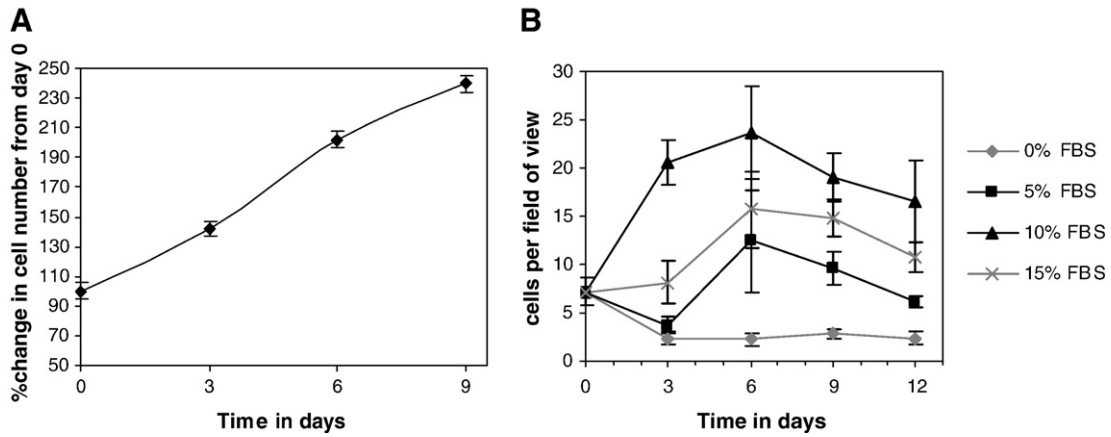 A
%change in cell number from day 0
250
230
210
190
170
150
130
110
90
70
50
0 3 6 9
Time in days
B
cells per field of view
30
25
20
15
10
5
0
0 3 6 9 12
Time in days
0% FBS
5% FBS
10% FBS
15% FBS